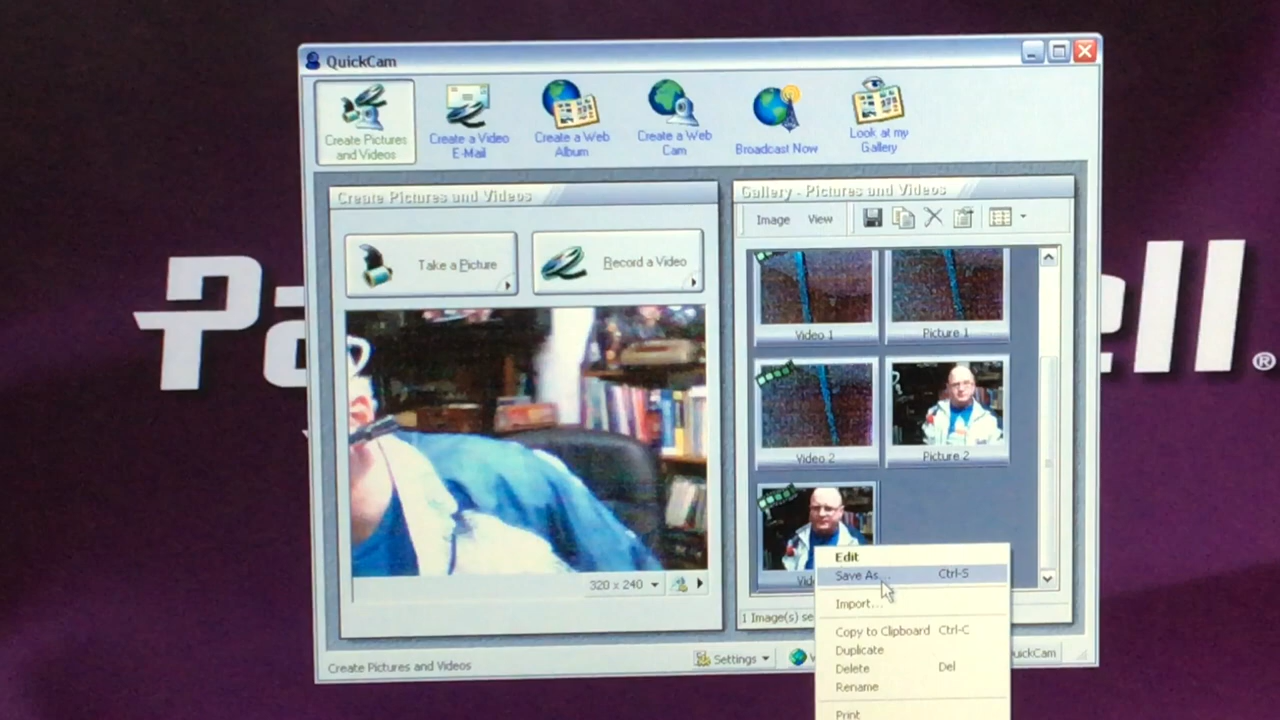 QuickCam
Create Pictures
and Videos
Create a Video
E-Mail
Create a Web
Album
Create a Web
Cam
Broadcast Now
Look at my
Gallery
Create Pictures and Videos
Gallery - Pictures and Videos
Image View
Take a Picture
Record a Video
Video 1
Picture 1
Video 2
Picture 2
320 x 240
1 Image(s) se
Edit
Save As... Ctrl-S
Import...
Copy to Clipboard Ctrl-C
Duplicate
Delete Del
Rename
Print
Create Pictures and Videos
Settings
uickCam
ell®